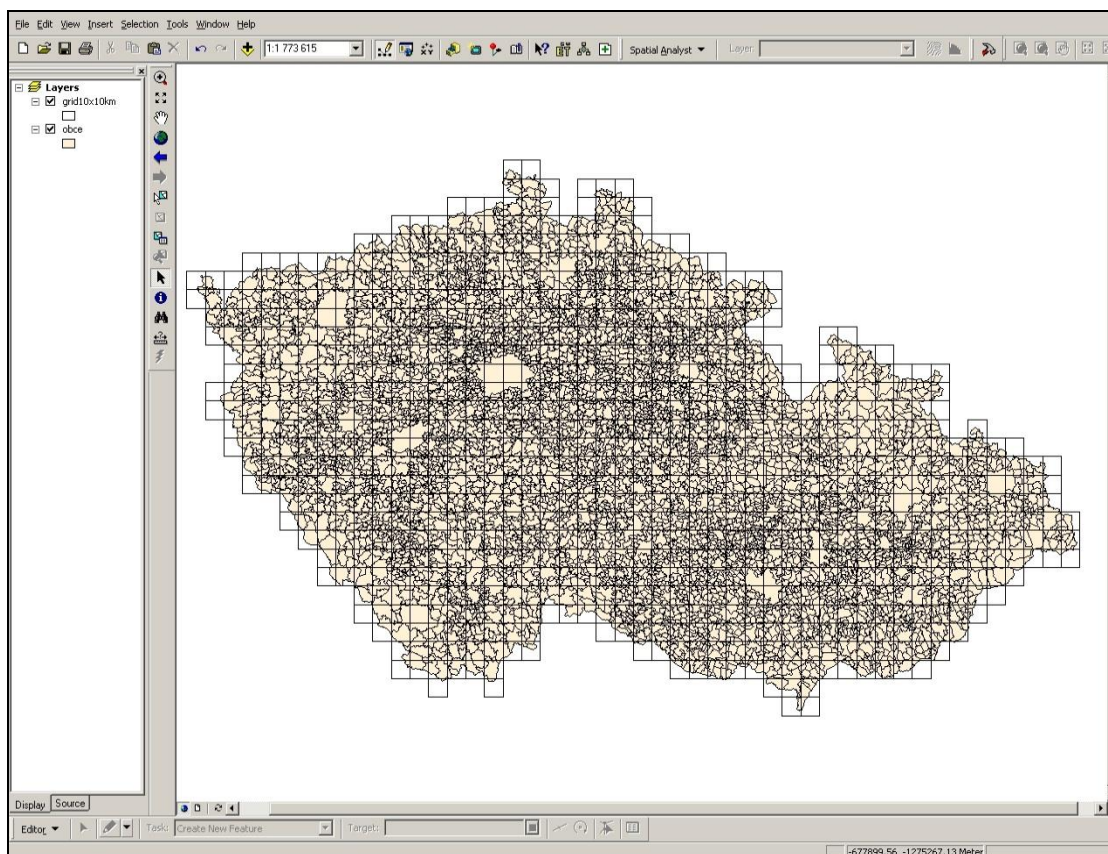 File Edit View Insert Selection Tools Window Help
1:1 773 615 Spatial Analyst Layer:
Layers
grid10x10km
obce
Display Source
Editor Task: Create New Feature Target:
-677899,56 -1275267,13 Meter